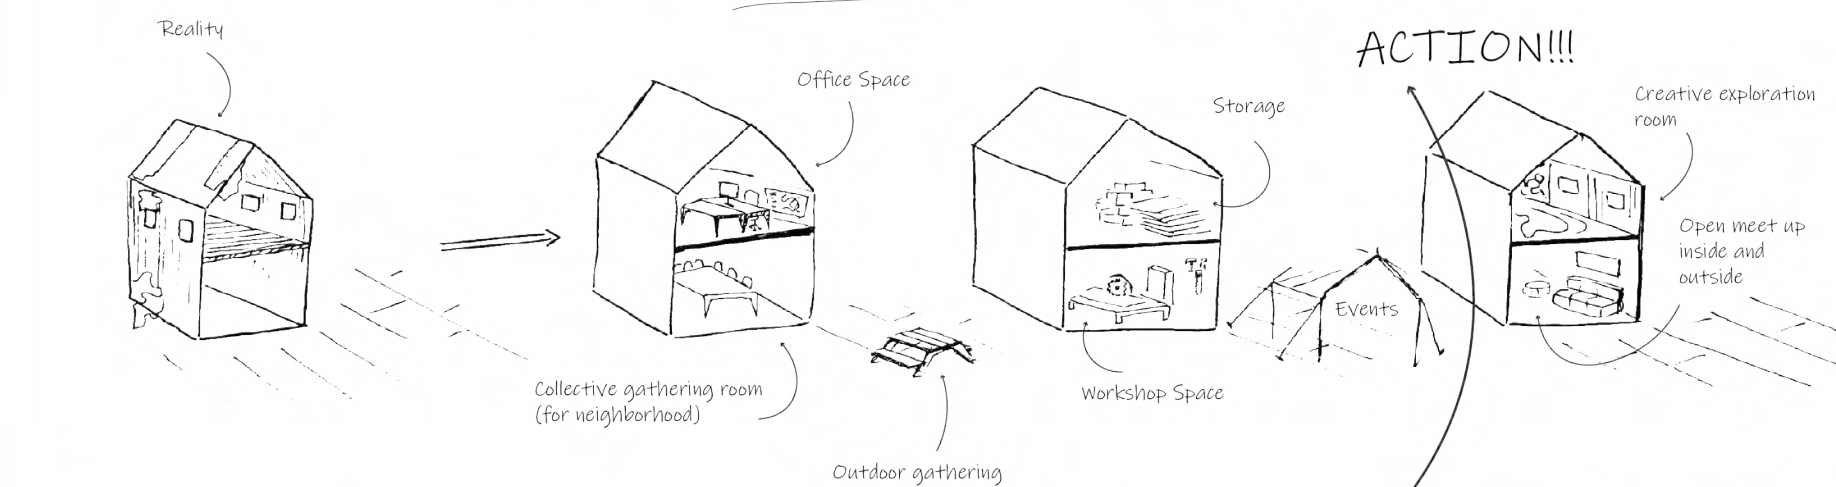 Reality
Office Space
ACTION!!!
Storage
Creative exploration
room
Open meet up
inside and
outside
Events
Collective gathering room
(for neighborhood)
Workshop Space
Outdoor gathering